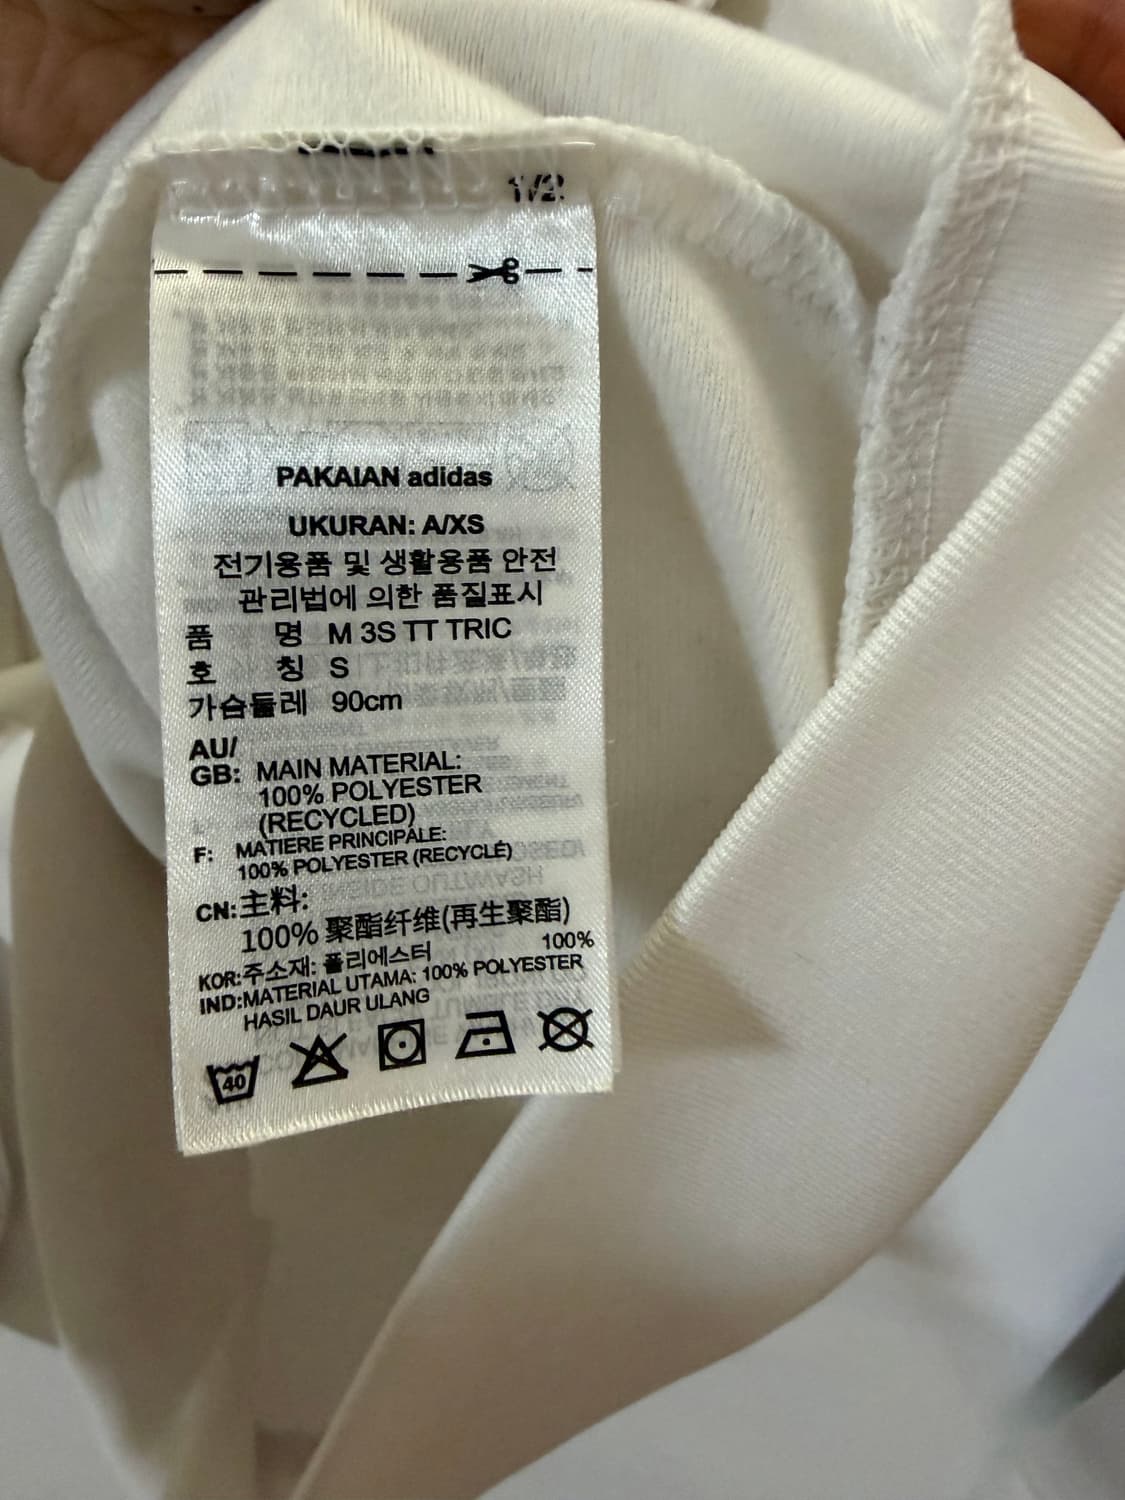 1/2
PAKAIAN adidas
UKURAN: A/XS
전기용품 및 생활용품 안전
관리법에 의한 품질표시
품 명 M 3S TT TRIC
호 칭 S
가슴둘레 90cm
AU/
GB: MAIN MATERIAL:
100% POLYESTER
(RECYCLED)
F: MATIERE PRINCIPALE:
100% POLYESTER (RECYCLÉ)
CN:主料:
100% 聚酯纤维(再生聚酯)
KOR:주소재: 폴리에스터 100%
IND:MATERIAL UTAMA: 100% POLYESTER
HASIL DAUR ULANG
40